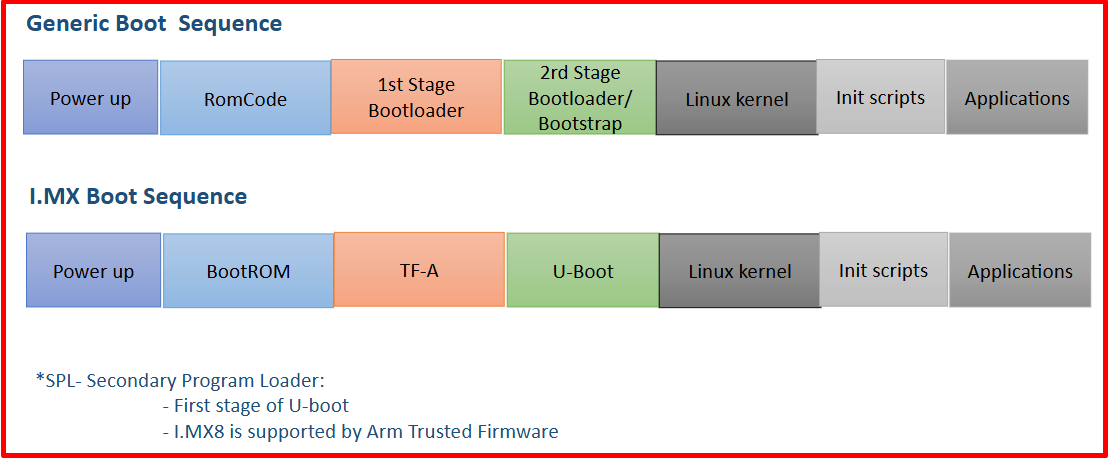 Generic Boot Sequence
Power up
RomCode
1st Stage
Bootloader
2rd Stage
Bootloader/
Bootstrap
Linux kernel
Init scripts
Applications
I.MX Boot Sequence
Power up
BootROM
TF-A
U-Boot
Linux kernel
Init scripts
Applications
*SPL- Secondary Program Loader:
- First stage of U-boot
- I.MX8 is supported by Arm Trusted Firmware